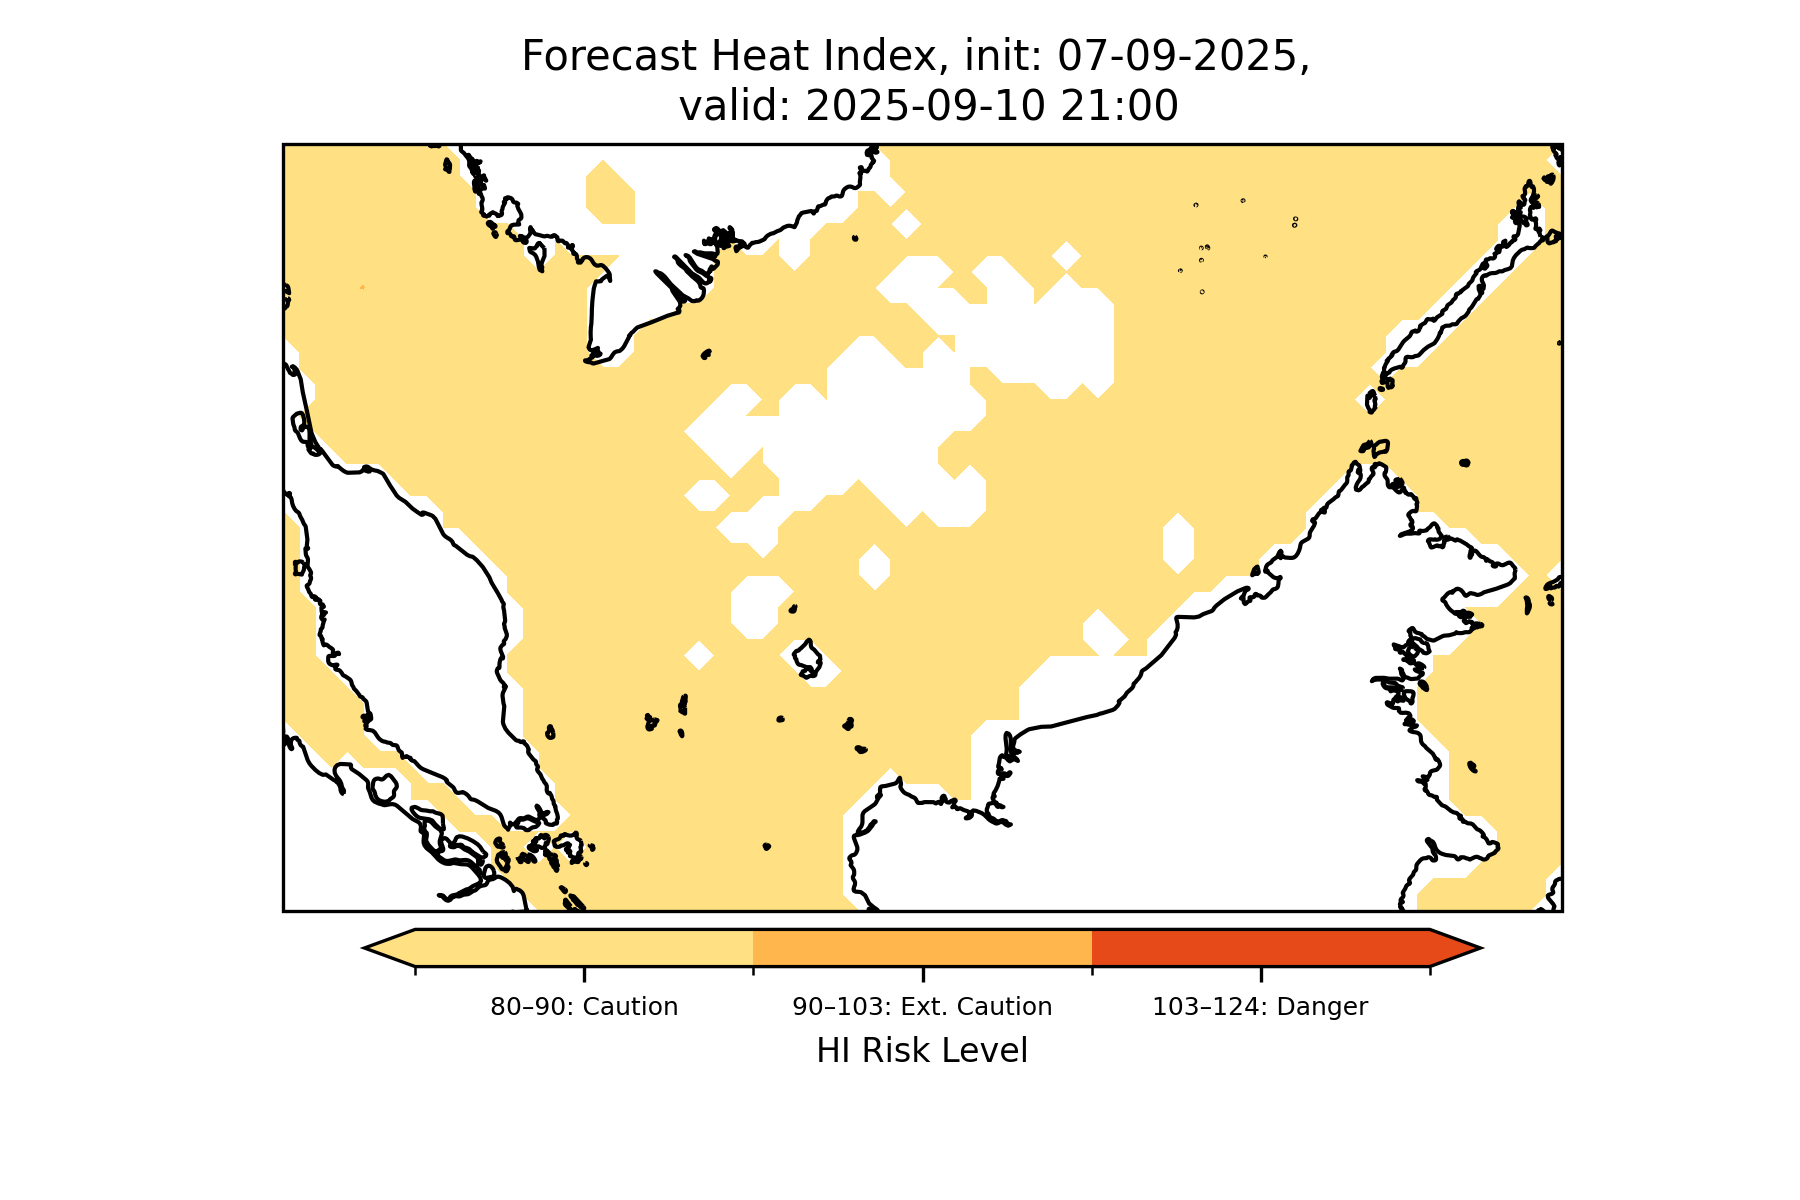 Forecast Heat Index, init: 07-09-2025,
valid: 2025-09-10 21:00
80–90: Caution
90–103: Ext. Caution
103–124: Danger
HI Risk Level